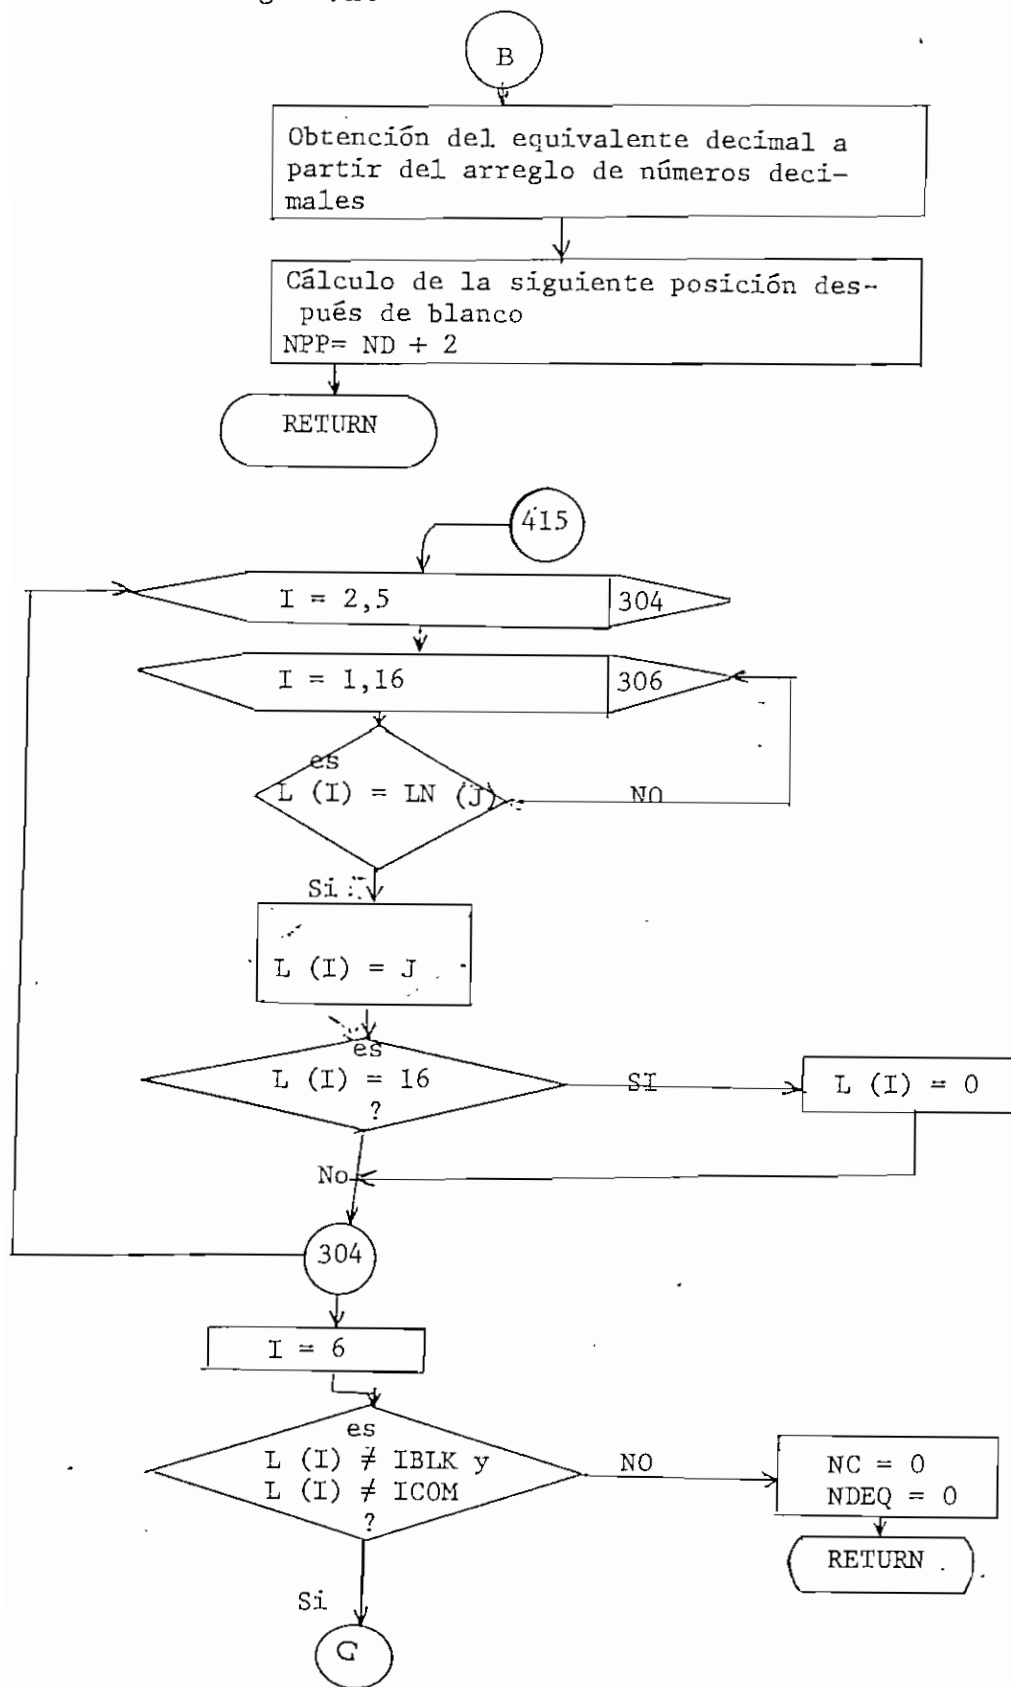 B
Obtención del equivalente decimal a
partir del arreglo de números deci-
males
Cálculo de la siguiente posición des-
pués de blanco
NPP= ND + 2
RETURN
415
I = 2,5 304
I = 1,16 306
es
L (I) = LN (J)
NO
Si
L (I) = J
es
L (I) = 16
?
SI
L (I) = 0
No
304
I = 6
es
L (I) ≠ IBLK y
L (I) ≠ ICOM
?
NO
NC = 0
NDEQ = 0
RETURN
Si
G